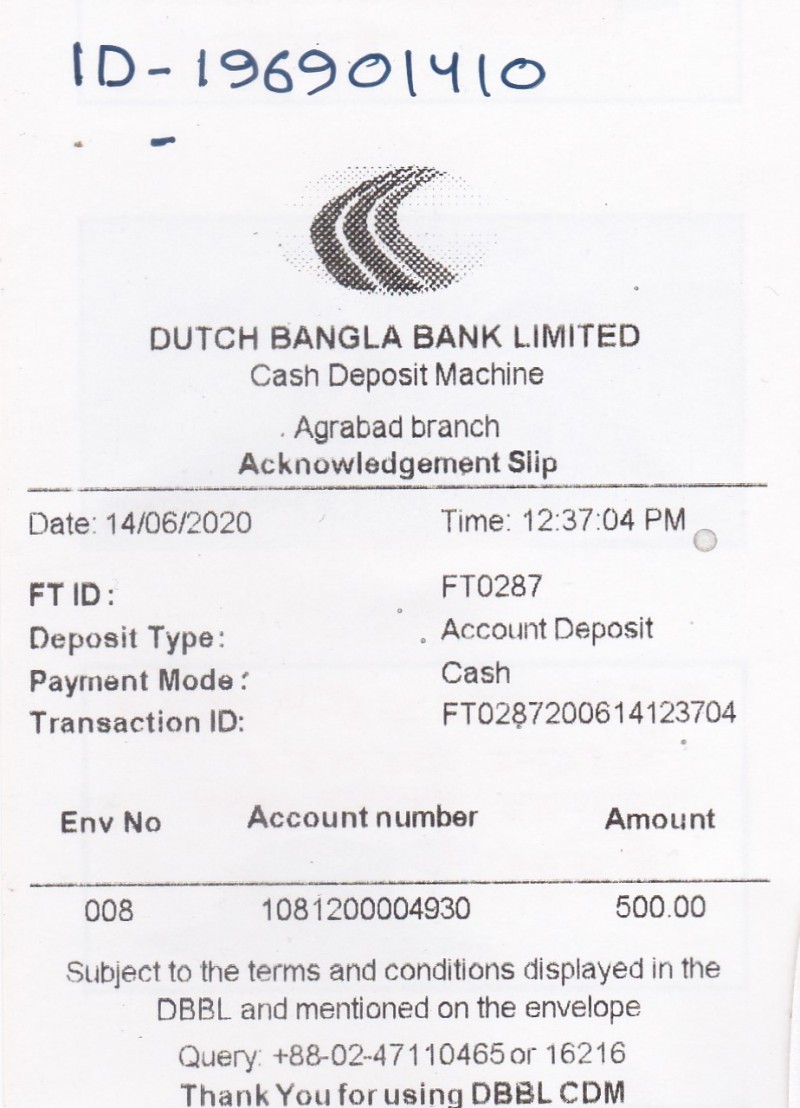 ID-196901410
DUTCH BANGLA BANK LIMITED
Cash Deposit Machine
Agrabad branch
Acknowledgement Slip
Date: 14/06/2020 Time: 12:37:04 PM
FT ID: FT0287
Deposit Type: Account Deposit
Payment Mode: Cash
Transaction ID: FT0287200614123704
Env No Account number Amount
008 1081200004930 500.00
Subject to the terms and conditions displayed in the
DBBL and mentioned on the envelope
Query: +88-02-47110465 or 16216
Thank You for using DBBL CDM